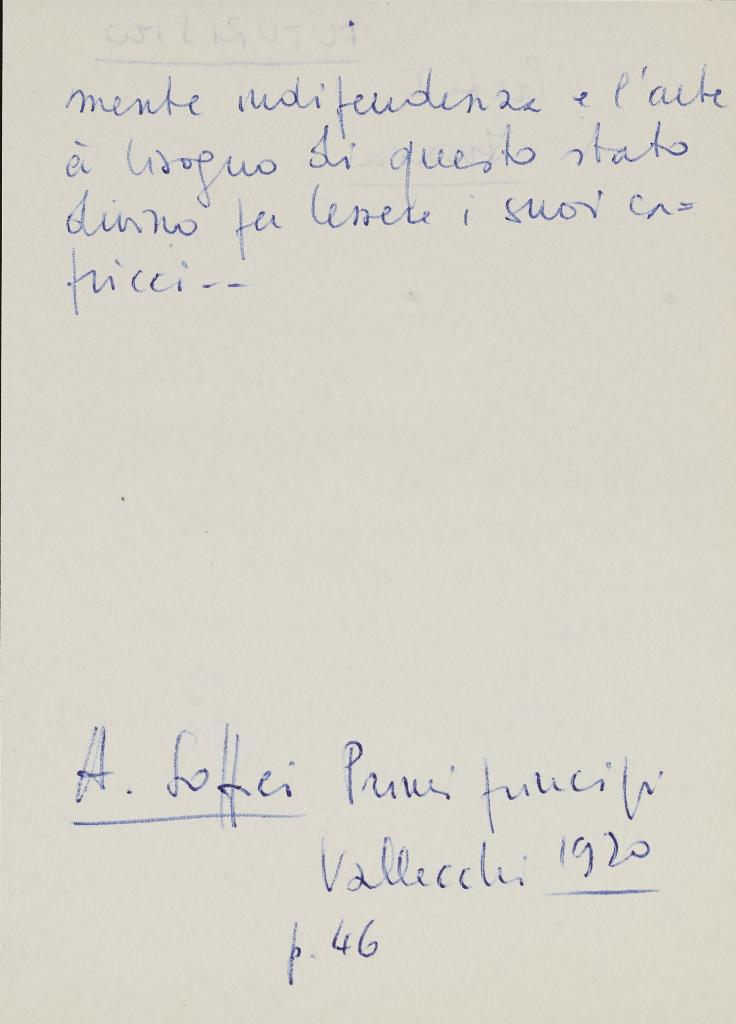 mente indipendenza e l'arte
à bisogno di questo stato
divino per tessere i suoi ca=
pricci--
A. Soffici Primi principi
Vallecchi 1920
p. 46